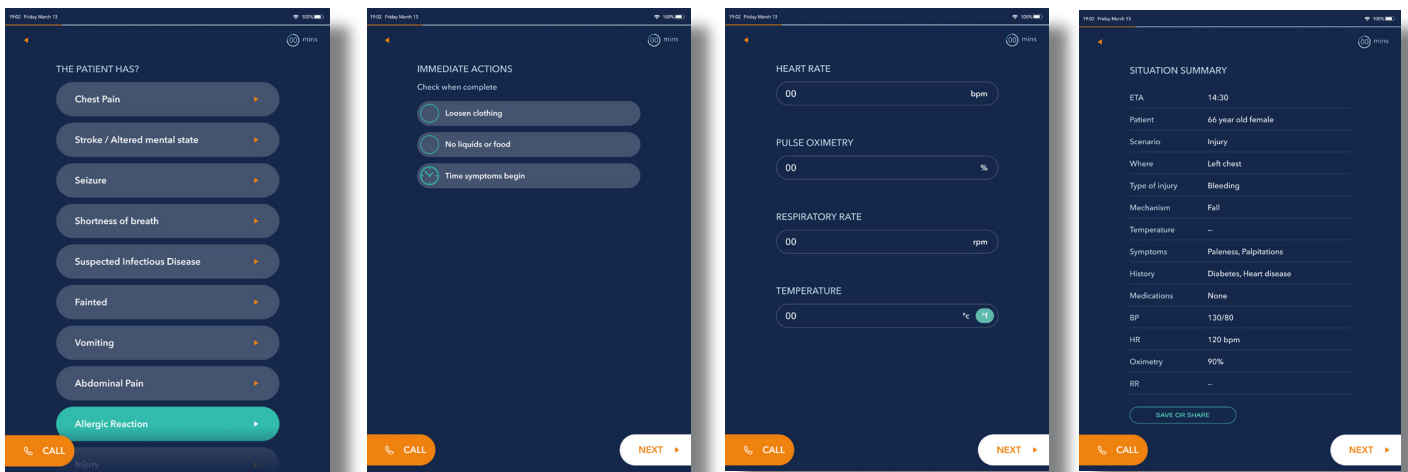 19:02 Friday March 13
100%
00 mins
THE PATIENT HAS?
Chest Pain
Stroke / Altered mental state
Seizure
Shortness of breath
Suspected Infectious Disease
Fainted
Vomiting
Abdominal Pain
Allergic Reaction
Injury
CALL
19:02 Friday March 13
100%
00 mins
IMMEDIATE ACTIONS
Check when complete
Loosen clothing
No liquids or food
Time symptoms begin
CALL
NEXT
19:02 Friday March 13
100%
00 mins
HEART RATE
00 bpm
PULSE OXIMETRY
00 %
RESPIRATORY RATE
00 rpm
TEMPERATURE
00 °c °f
CALL
NEXT
19:02 Friday March 13
100%
00 mins
SITUATION SUMMARY
ETA 14:30
Patient 66 year old female
Scenario Injury
Where Left chest
Type of injury Bleeding
Mechanism Fall
Temperature --
Symptoms Paleness, Palpitations
History Diabetes, Heart disease
Medications None
BP 130/80
HR 120 bpm
Oximetry 90%
RR --
SAVE OR SHARE
CALL
NEXT